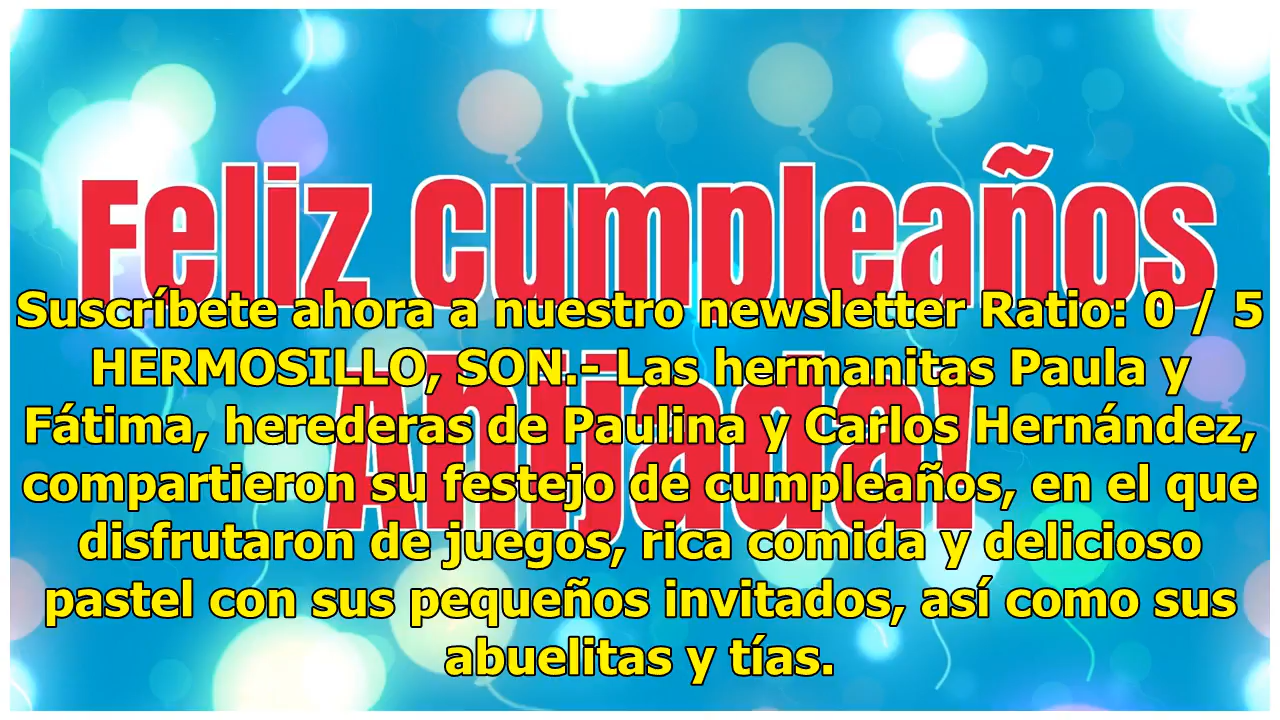 Feliz Cumpleaños
Suscríbete ahora a nuestro newsletter Ratio: 0 / 5
HERMOSILLO, SON.- Las hermanitas Paula y
Fátima, herederas de Paulina y Carlos Hernández,
Ahijada!
compartieron su festejo de cumpleaños, en el que
disfrutaron de juegos, rica comida y delicioso
pastel con sus pequeños invitados, así como sus
abuelitas y tías.